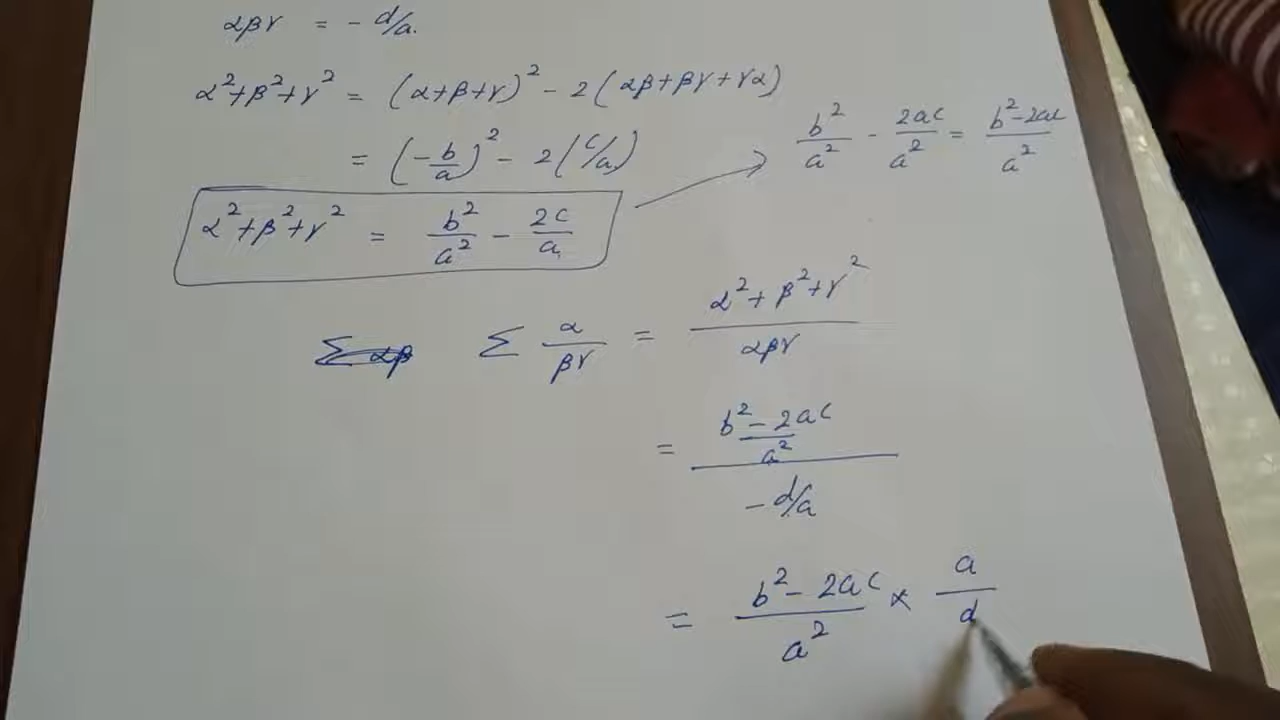 αβγ = - d/a.
α²+β²+γ² = (α+β+γ)² - 2(αβ+βγ+γα)
= (-b/a)² - 2(c/a)
b²/a² - 2ac/a² = b²-2ac/a²
α²+β²+γ² = b²/a² - 2c/a
Σ α/βγ = α²+β²+γ²/αβγ
= b²-2ac/a² / -d/a
= b²-2ac/a² × a/d